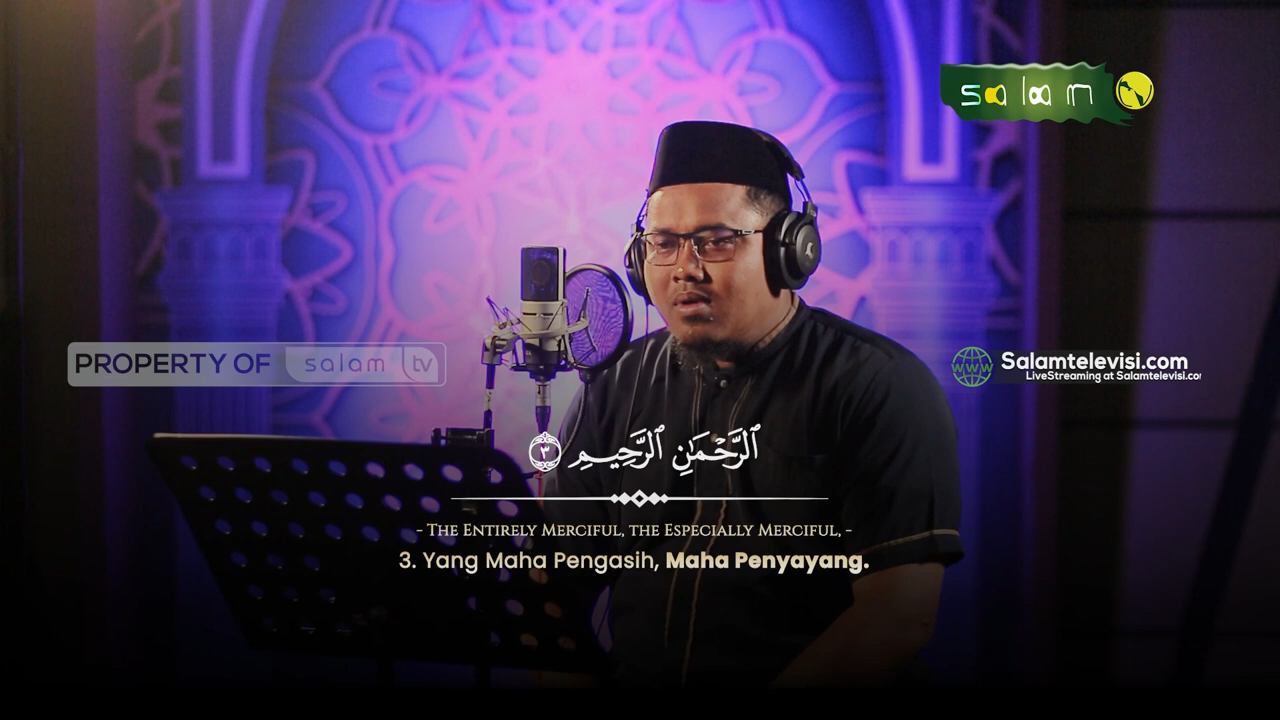 salam
PROPERTY OF salam tv
Salamtelevisi.com
LiveStreaming at Salamtelevisi.co
ٱلرَّحْمَٰنِ ٱلرَّحِيمِ ٣
- The Entirely Merciful, the Especially Merciful, -
3. Yang Maha Pengasih, Maha Penyayang.